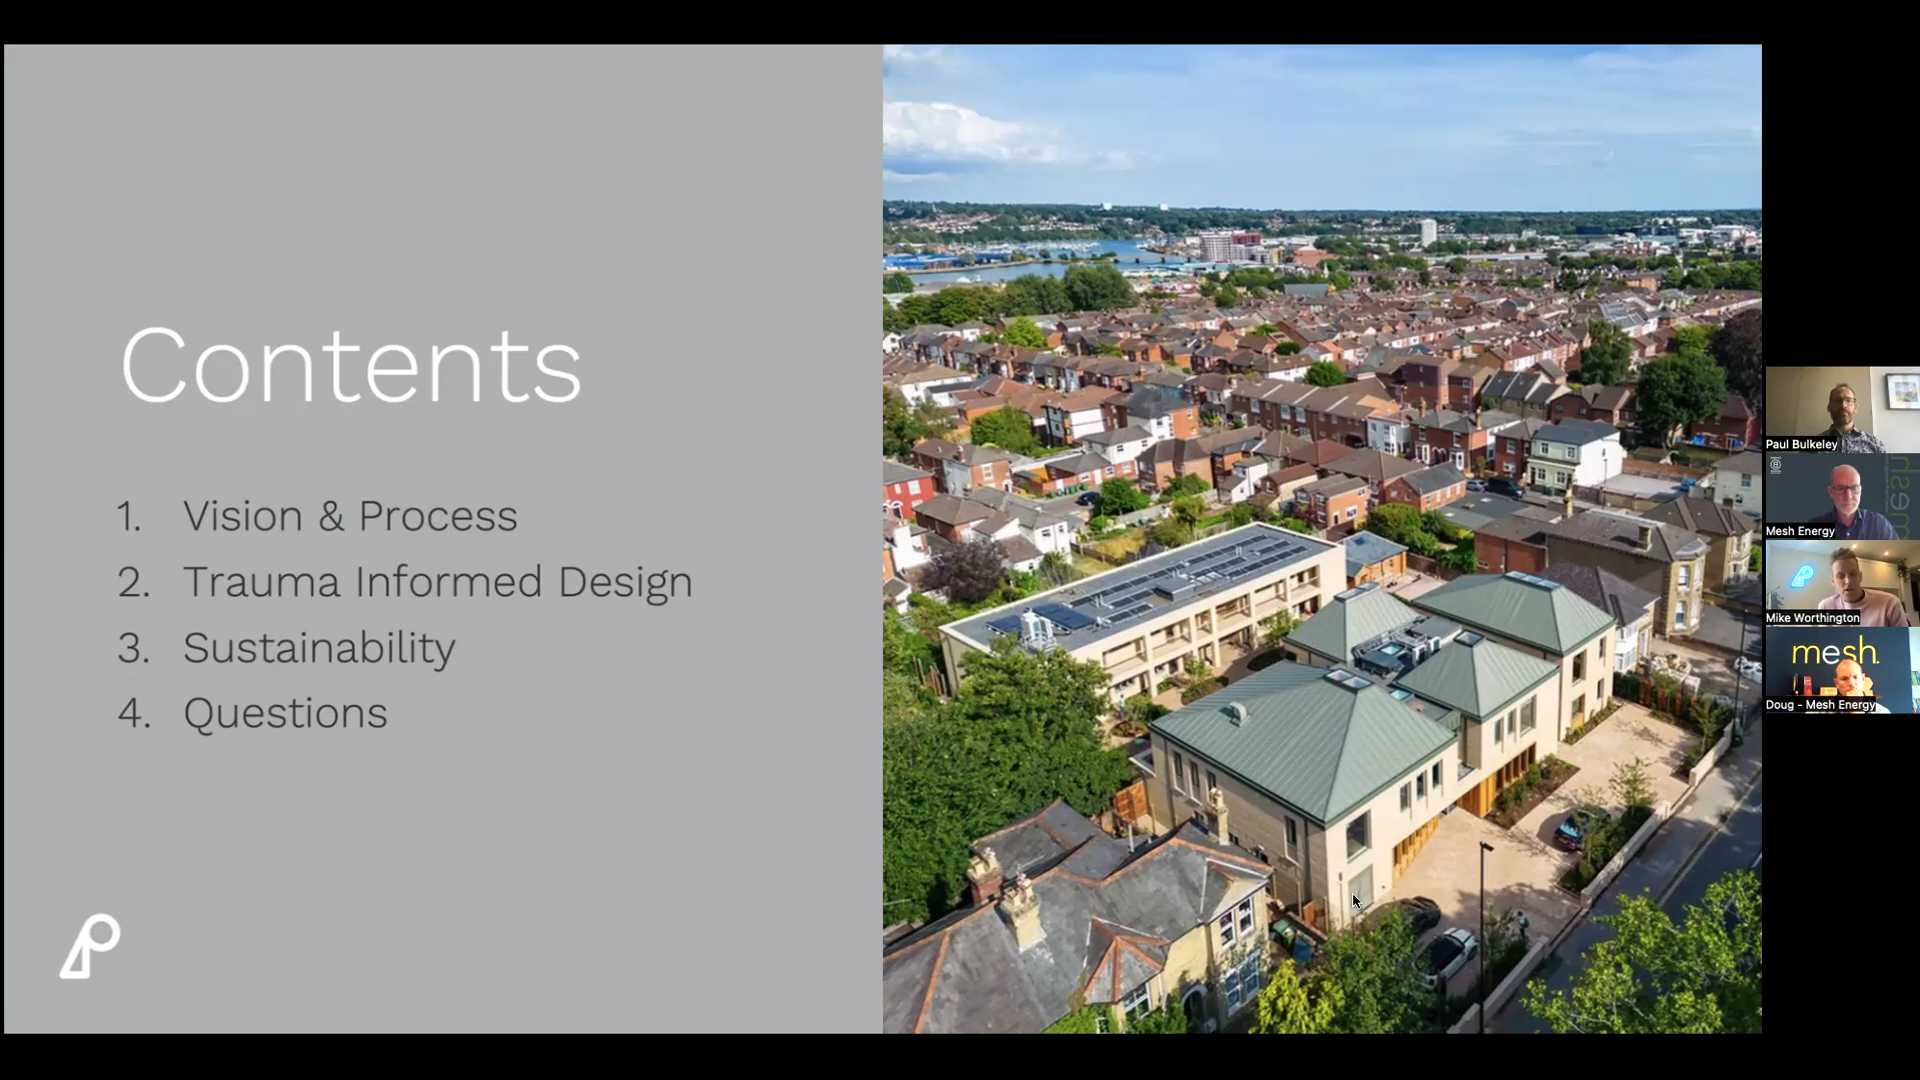 Contents
1. Vision & Process
2. Trauma Informed Design
3. Sustainability
4. Questions
Paul Bulkeley
mesh
Mesh Energy
Mike Worthington
mesh.
Doug - Mesh Energy